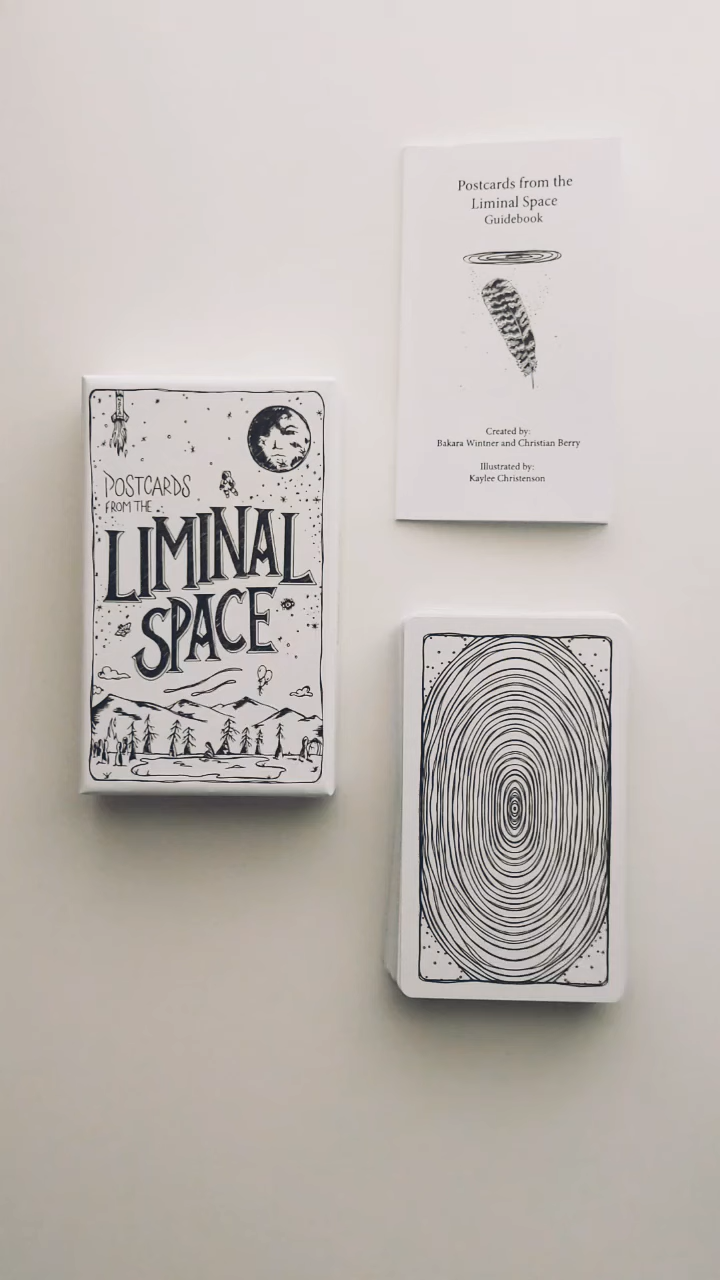 POSTCARDS
FROM THE
LIMINAL
SPACE
Postcards from the
Liminal Space
Guidebook
Created by:
Bakara Wintner and Christian Berry
Illustrated by:
Kaylee Christenson